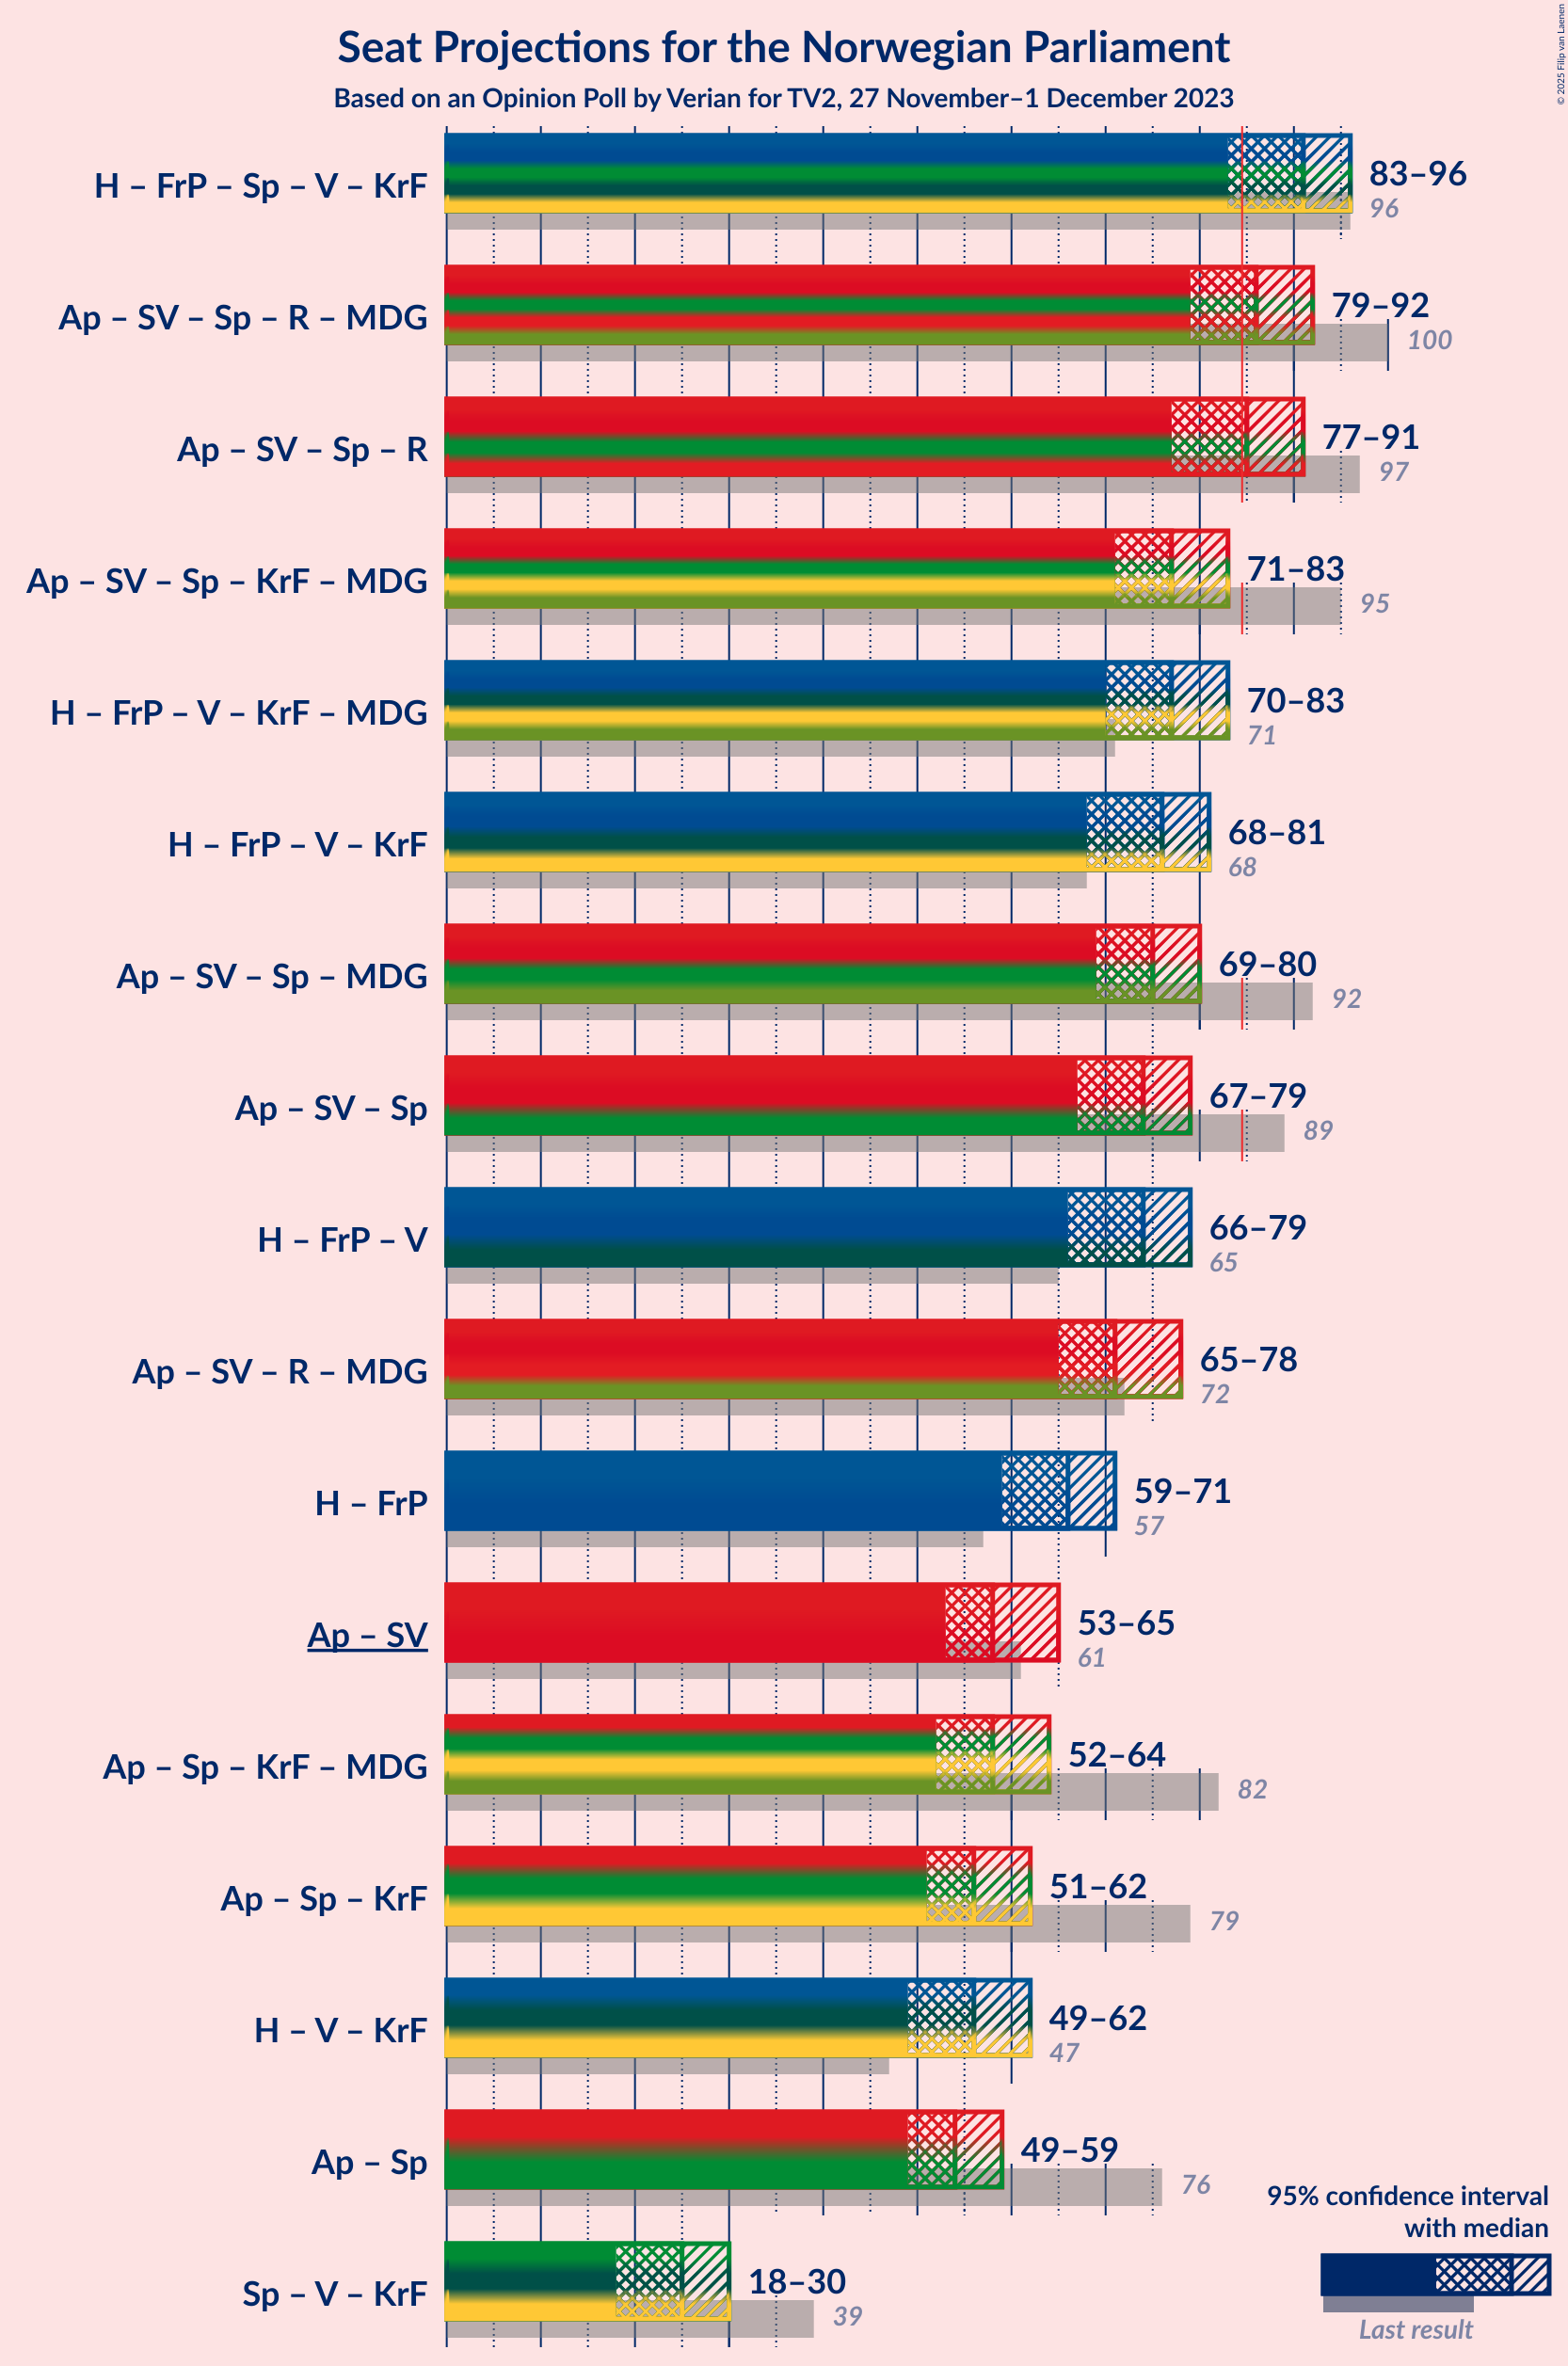 Seat Projections for the Norwegian Parliament
Based on an Opinion Poll by Verian for TV2, 27 November–1 December 2023
© 2025 Filip van Laenen
H – FrP – Sp – V – KrF
83–96
96
Ap – SV – Sp – R – MDG
79–92
100
Ap – SV – Sp – R
77–91
97
Ap – SV – Sp – KrF – MDG
71–83
95
H – FrP – V – KrF – MDG
70–83
71
H – FrP – V – KrF
68–81
68
Ap – SV – Sp – MDG
69–80
92
Ap – SV – Sp
67–79
89
H – FrP – V
66–79
65
Ap – SV – R – MDG
65–78
72
H – FrP
59–71
57
Ap – SV
53–65
61
Ap – Sp – KrF – MDG
52–64
82
Ap – Sp – KrF
51–62
79
H – V – KrF
49–62
47
Ap – Sp
49–59
76
Sp – V – KrF
18–30
39
95% confidence interval
with median
Last result